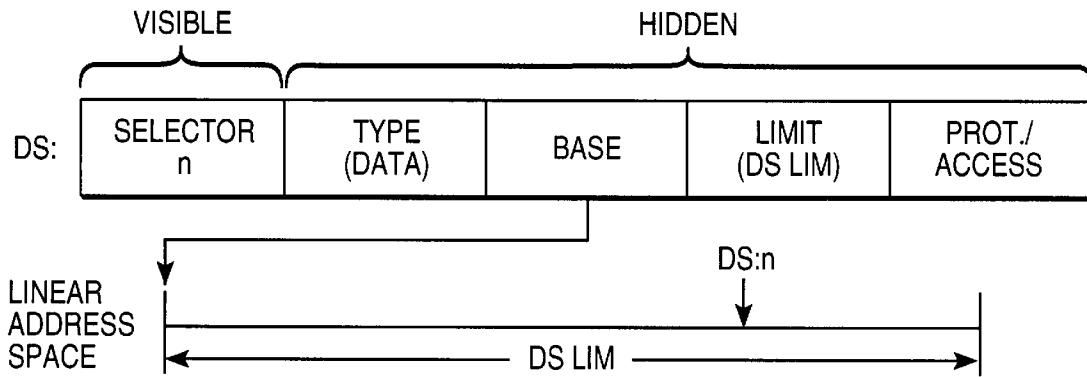 VISIBLE
HIDDEN
DS:
SELECTOR
n
TYPE
(DATA)
BASE
LIMIT
(DS LIM)
PROT./
ACCESS
DS:n
LINEAR
ADDRESS
SPACE
DS LIM